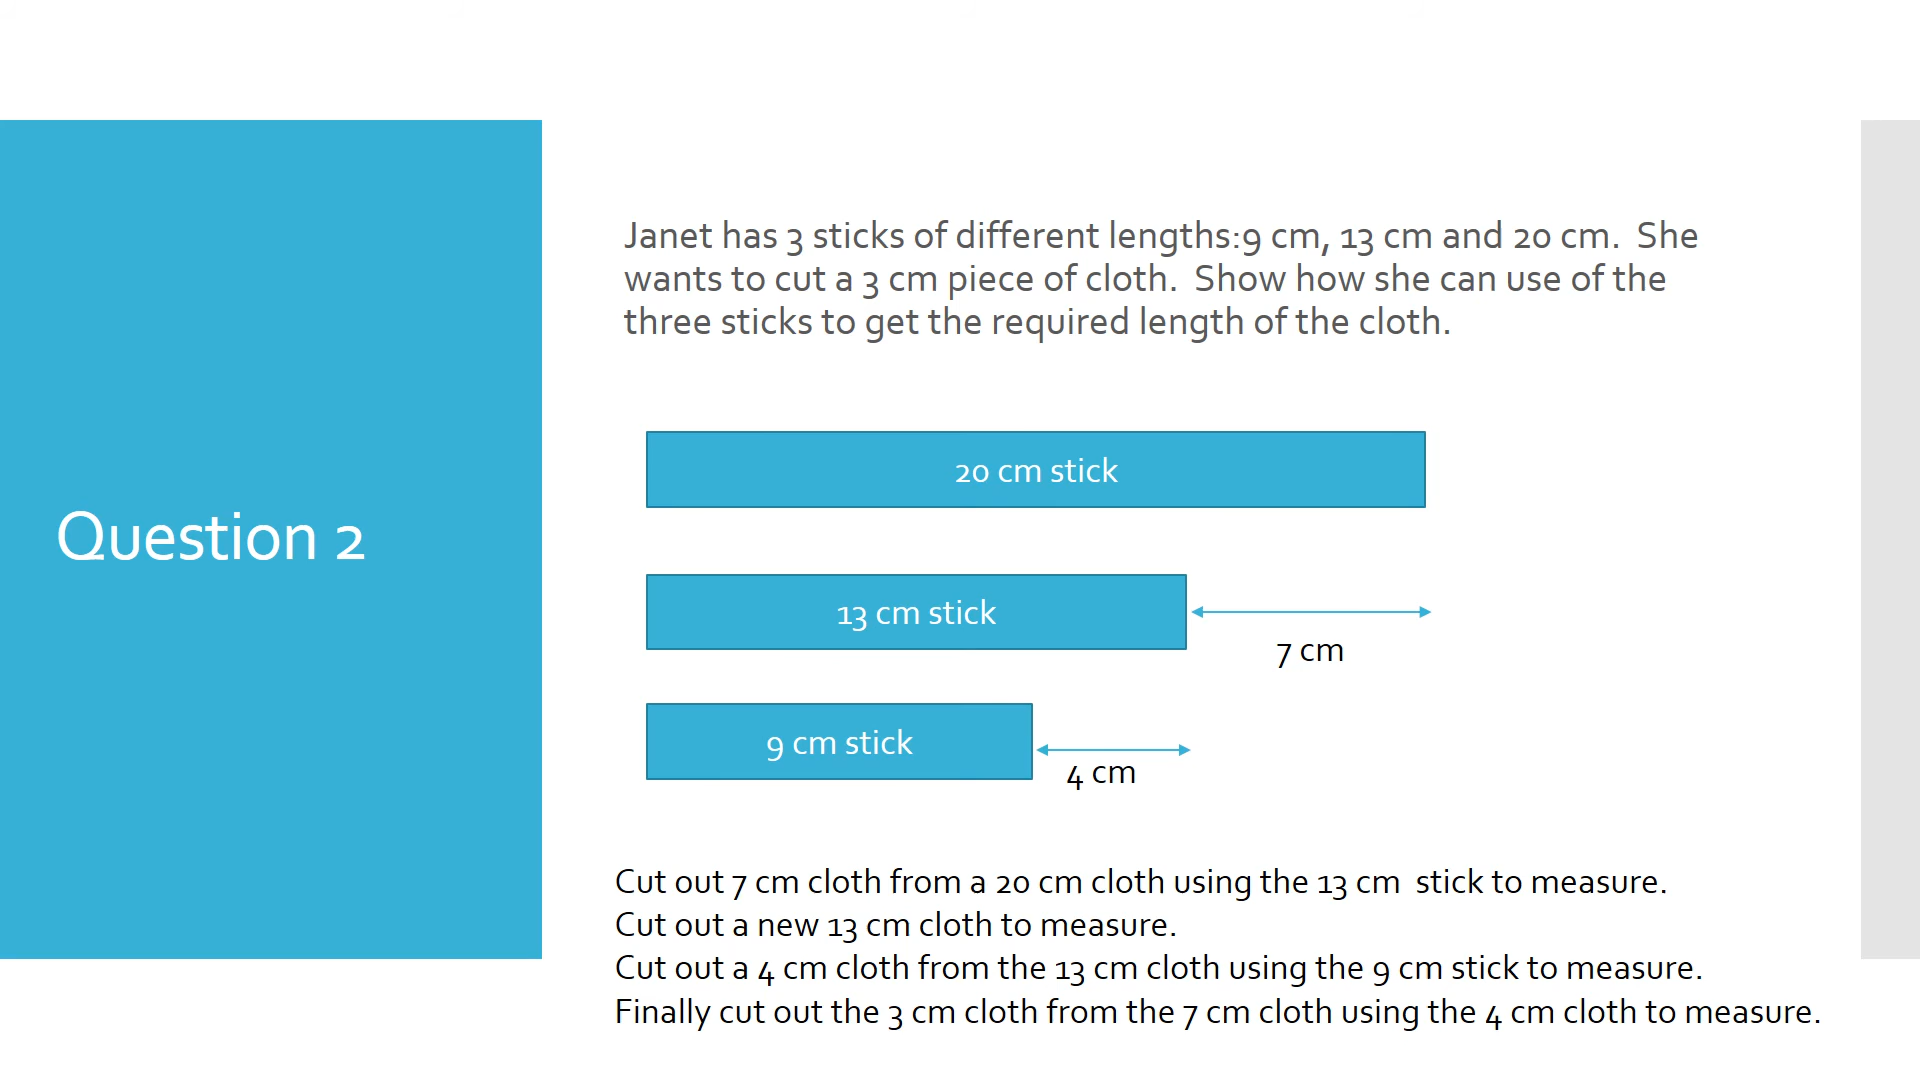 Question 2
Janet has 3 sticks of different lengths:9 cm, 13 cm and 20 cm.  She
wants to cut a 3 cm piece of cloth.  Show how she can use of the
three sticks to get the required length of the cloth.
20 cm stick
13 cm stick
7 cm
9 cm stick
4 cm
Cut out 7 cm cloth from a 20 cm cloth using the 13 cm  stick to measure.
Cut out a new 13 cm cloth to measure.
Cut out a 4 cm cloth from the 13 cm cloth using the 9 cm stick to measure.
Finally cut out the 3 cm cloth from the 7 cm cloth using the 4 cm cloth to measure.